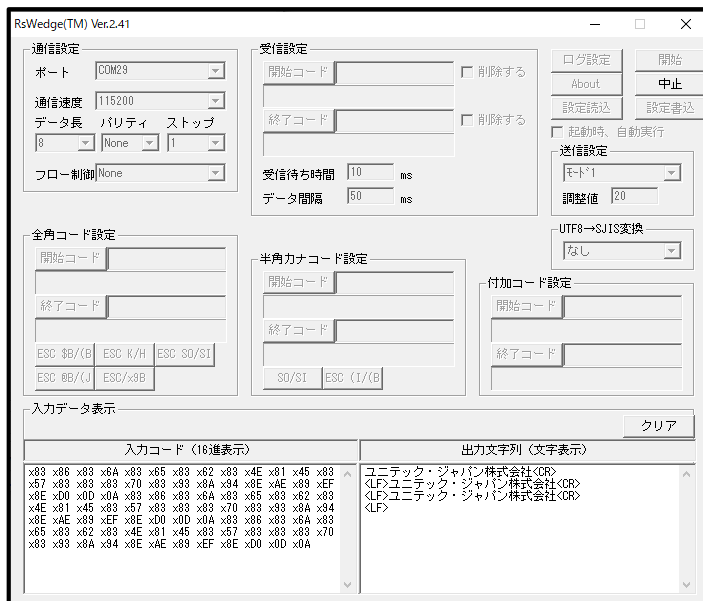 RsWedge(TM) Ver.2.41
通信設定
ポート COM29
通信速度 115200
データ長 パリティ ストップ
8 None 1
フロー制御 None
受信設定
開始コード 削除する
終了コード 削除する
受信待ち時間 10 ms
データ間隔 50 ms
ログ設定 開始
About 中止
設定読込 設定書込
起動時、自動実行
送信設定
モード1
調整値 20
UTF8→SJIS変換
なし
全角コード設定
開始コード
終了コード
ESC $B/(B ESC K/H ESC SO/SI
ESC @B/(J ESC/x9B
半角カナコード設定
開始コード
終了コード
SO/SI ESC (I/(B
付加コード設定
開始コード
終了コード
入力データ表示
クリア
入力コード（16進表示）
x83 x86 x83 x6A x83 x65 x83 x62 x83 x4E x81 x45 x83
x57 x83 x83 x83 x70 x83 x93 x8A x94 x8E xAE x89 xEF
x8E xD0 x0D x0A x83 x86 x83 x6A x83 x65 x83 x62 x83
x4E x81 x45 x83 x57 x83 x83 x83 x70 x83 x93 x8A x94
x8E xAE x89 xEF x8E xD0 x0D x0A x83 x86 x83 x6A x83
x65 x83 x62 x83 x4E x81 x45 x83 x57 x83 x83 x83 x70
x83 x93 x8A x94 x8E xAE x89 xEF x8E xD0 x0D x0A
出力文字列（文字表示）
ユニテック・ジャパン株式会社<CR>
<LF>ユニテック・ジャパン株式会社<CR>
<LF>ユニテック・ジャパン株式会社<CR>
<LF>